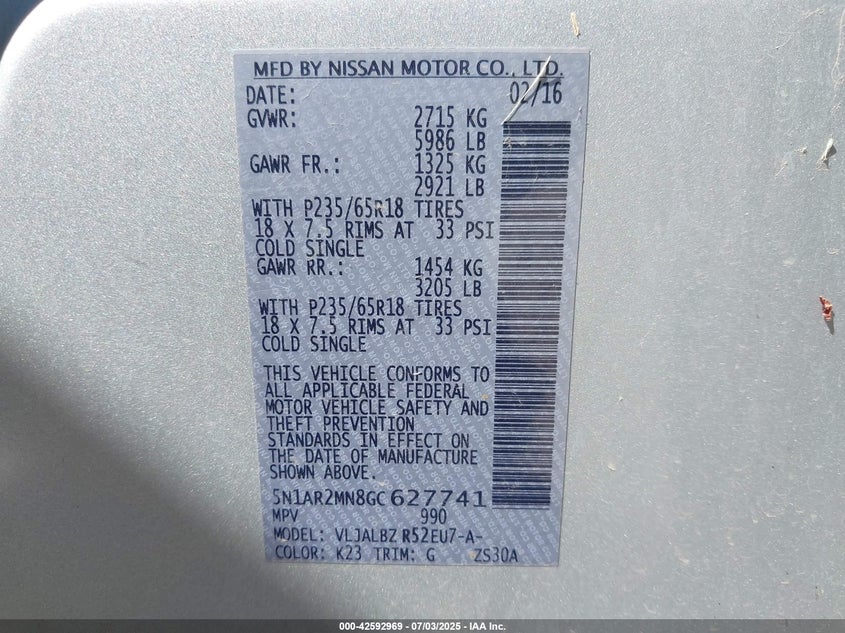 MFD BY NISSAN MOTOR CO., LTD.
DATE: 02/16
GVWR: 2715 KG
5986 LB
GAWR FR.: 1325 KG
2921 LB
WITH P235/65R18 TIRES
18 X 7.5 RIMS AT 33 PSI
COLD SINGLE
GAWR RR.: 1454 KG
3205 LB
WITH P235/65R18 TIRES
18 X 7.5 RIMS AT 33 PSI
COLD SINGLE
THIS VEHICLE CONFORMS TO
ALL APPLICABLE FEDERAL
MOTOR VEHICLE SAFETY AND
THEFT PREVENTION
STANDARDS IN EFFECT ON
THE DATE OF MANUFACTURE
SHOWN ABOVE.
5N1AR2MN8GC627741
MPV 990
MODEL: VLJALBZ R52EU7-A-
COLOR: K23 TRIM: G ZS30A
000-42592969 | 07/03/2025 - IAA Inc.